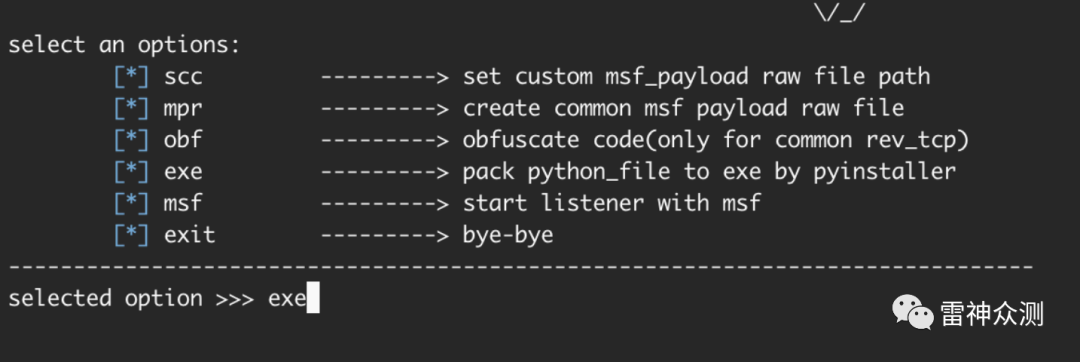 \/_/
select an options:
[*] scc ---------> set custom msf_payload raw file path
[*] mpr ---------> create common msf payload raw file
[*] obf ---------> obfuscate code(only for common rev_tcp)
[*] exe ---------> pack python_file to exe by pyinstaller
[*] msf ---------> start listener with msf
[*] exit ---------> bye-bye
-------------------------------------------------------------------------------
selected option >>> exe
雷神众测